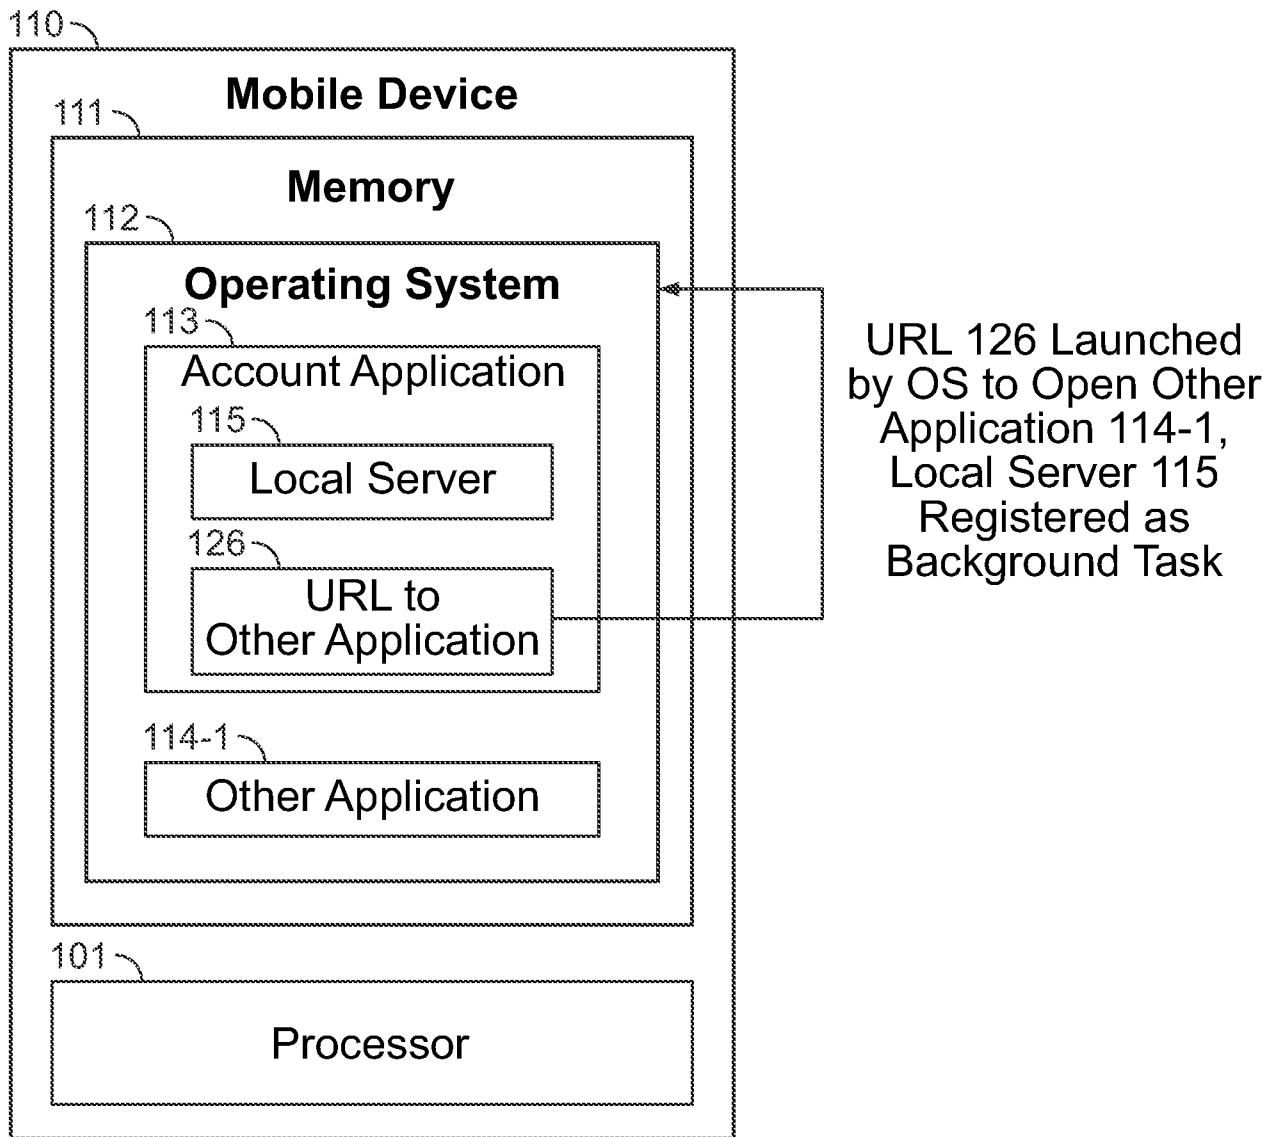 110
Mobile Device
111
Memory
112
Operating System
113
Account Application
115
Local Server
126
URL to
Other Application
114-1
Other Application
101
Processor
URL 126 Launched
by OS to Open Other
Application 114-1,
Local Server 115
Registered as
Background Task